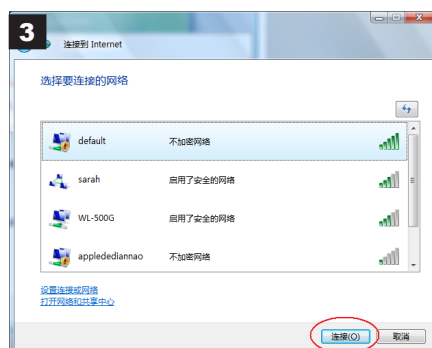 3
连接到 Internet
选择要连接的网络
default 不加密网络
sarah 启用了安全的网络
WL-500G 启用了安全的网络
appledediannao 不加密网络
设置连接或网络
打开网络和共享中心
连接(O) 取消